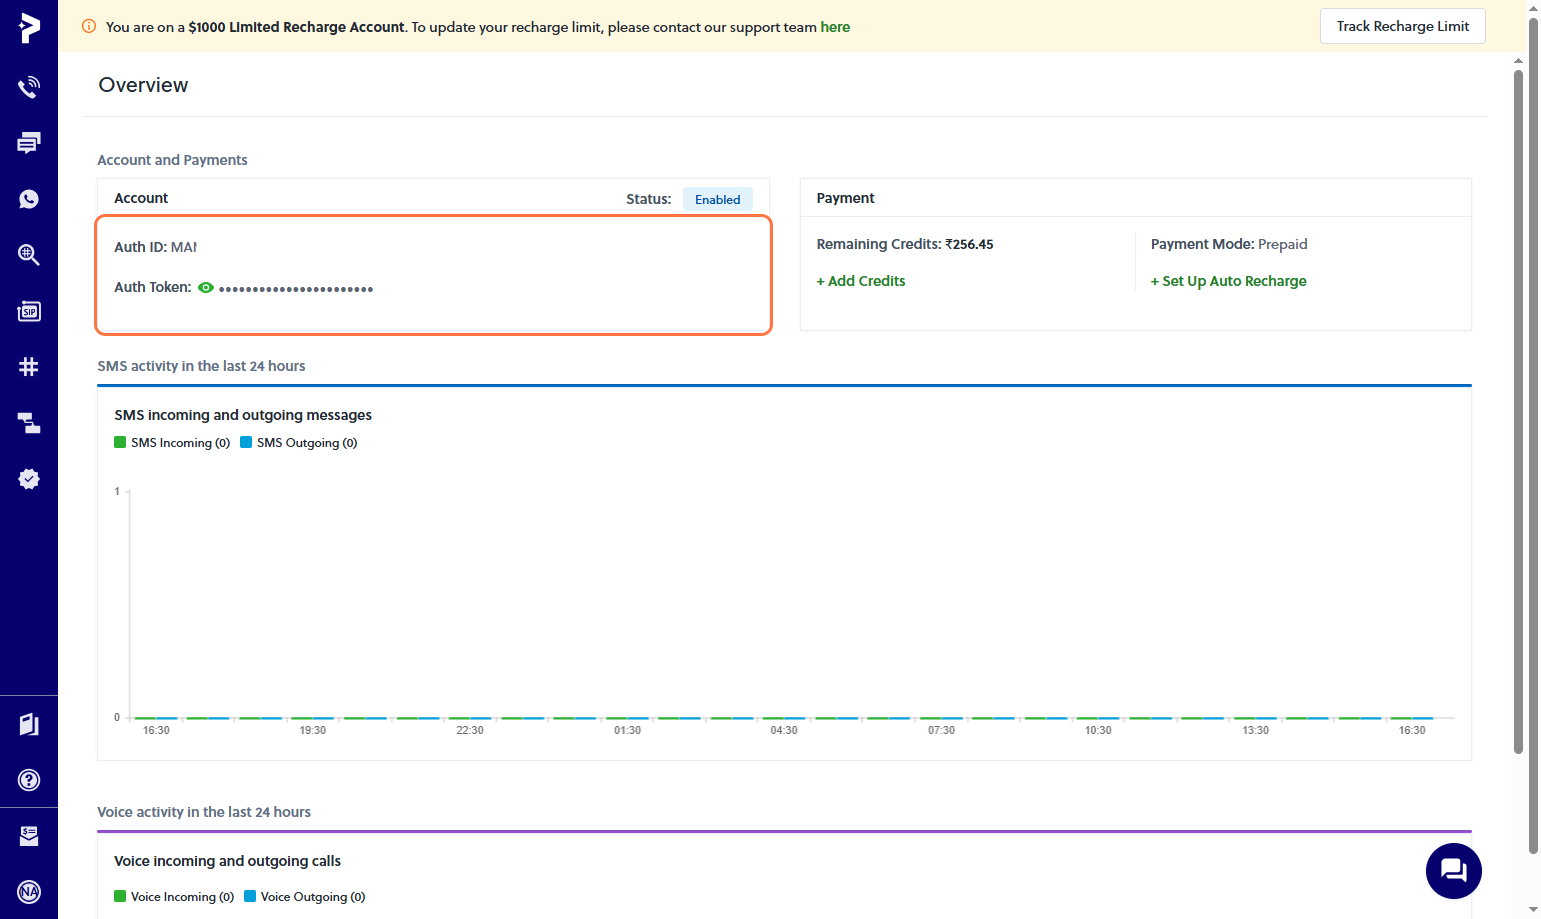 You are on a $1000 Limited Recharge Account. To update your recharge limit, please contact our support team here
Track Recharge Limit
Overview
Account and Payments
Account
Status: Enabled
Auth ID: MAN
Auth Token: •••••••••••••••••••••••
Payment
Remaining Credits: ₹256.45
+ Add Credits
Payment Mode: Prepaid
+ Set Up Auto Recharge
SMS activity in the last 24 hours
SMS incoming and outgoing messages
SMS Incoming (0) SMS Outgoing (0)
1
0
16:30 19:30 22:30 01:30 04:30 07:30 10:30 13:30 16:30
Voice activity in the last 24 hours
Voice incoming and outgoing calls
Voice Incoming (0) Voice Outgoing (0)
SIP
NA